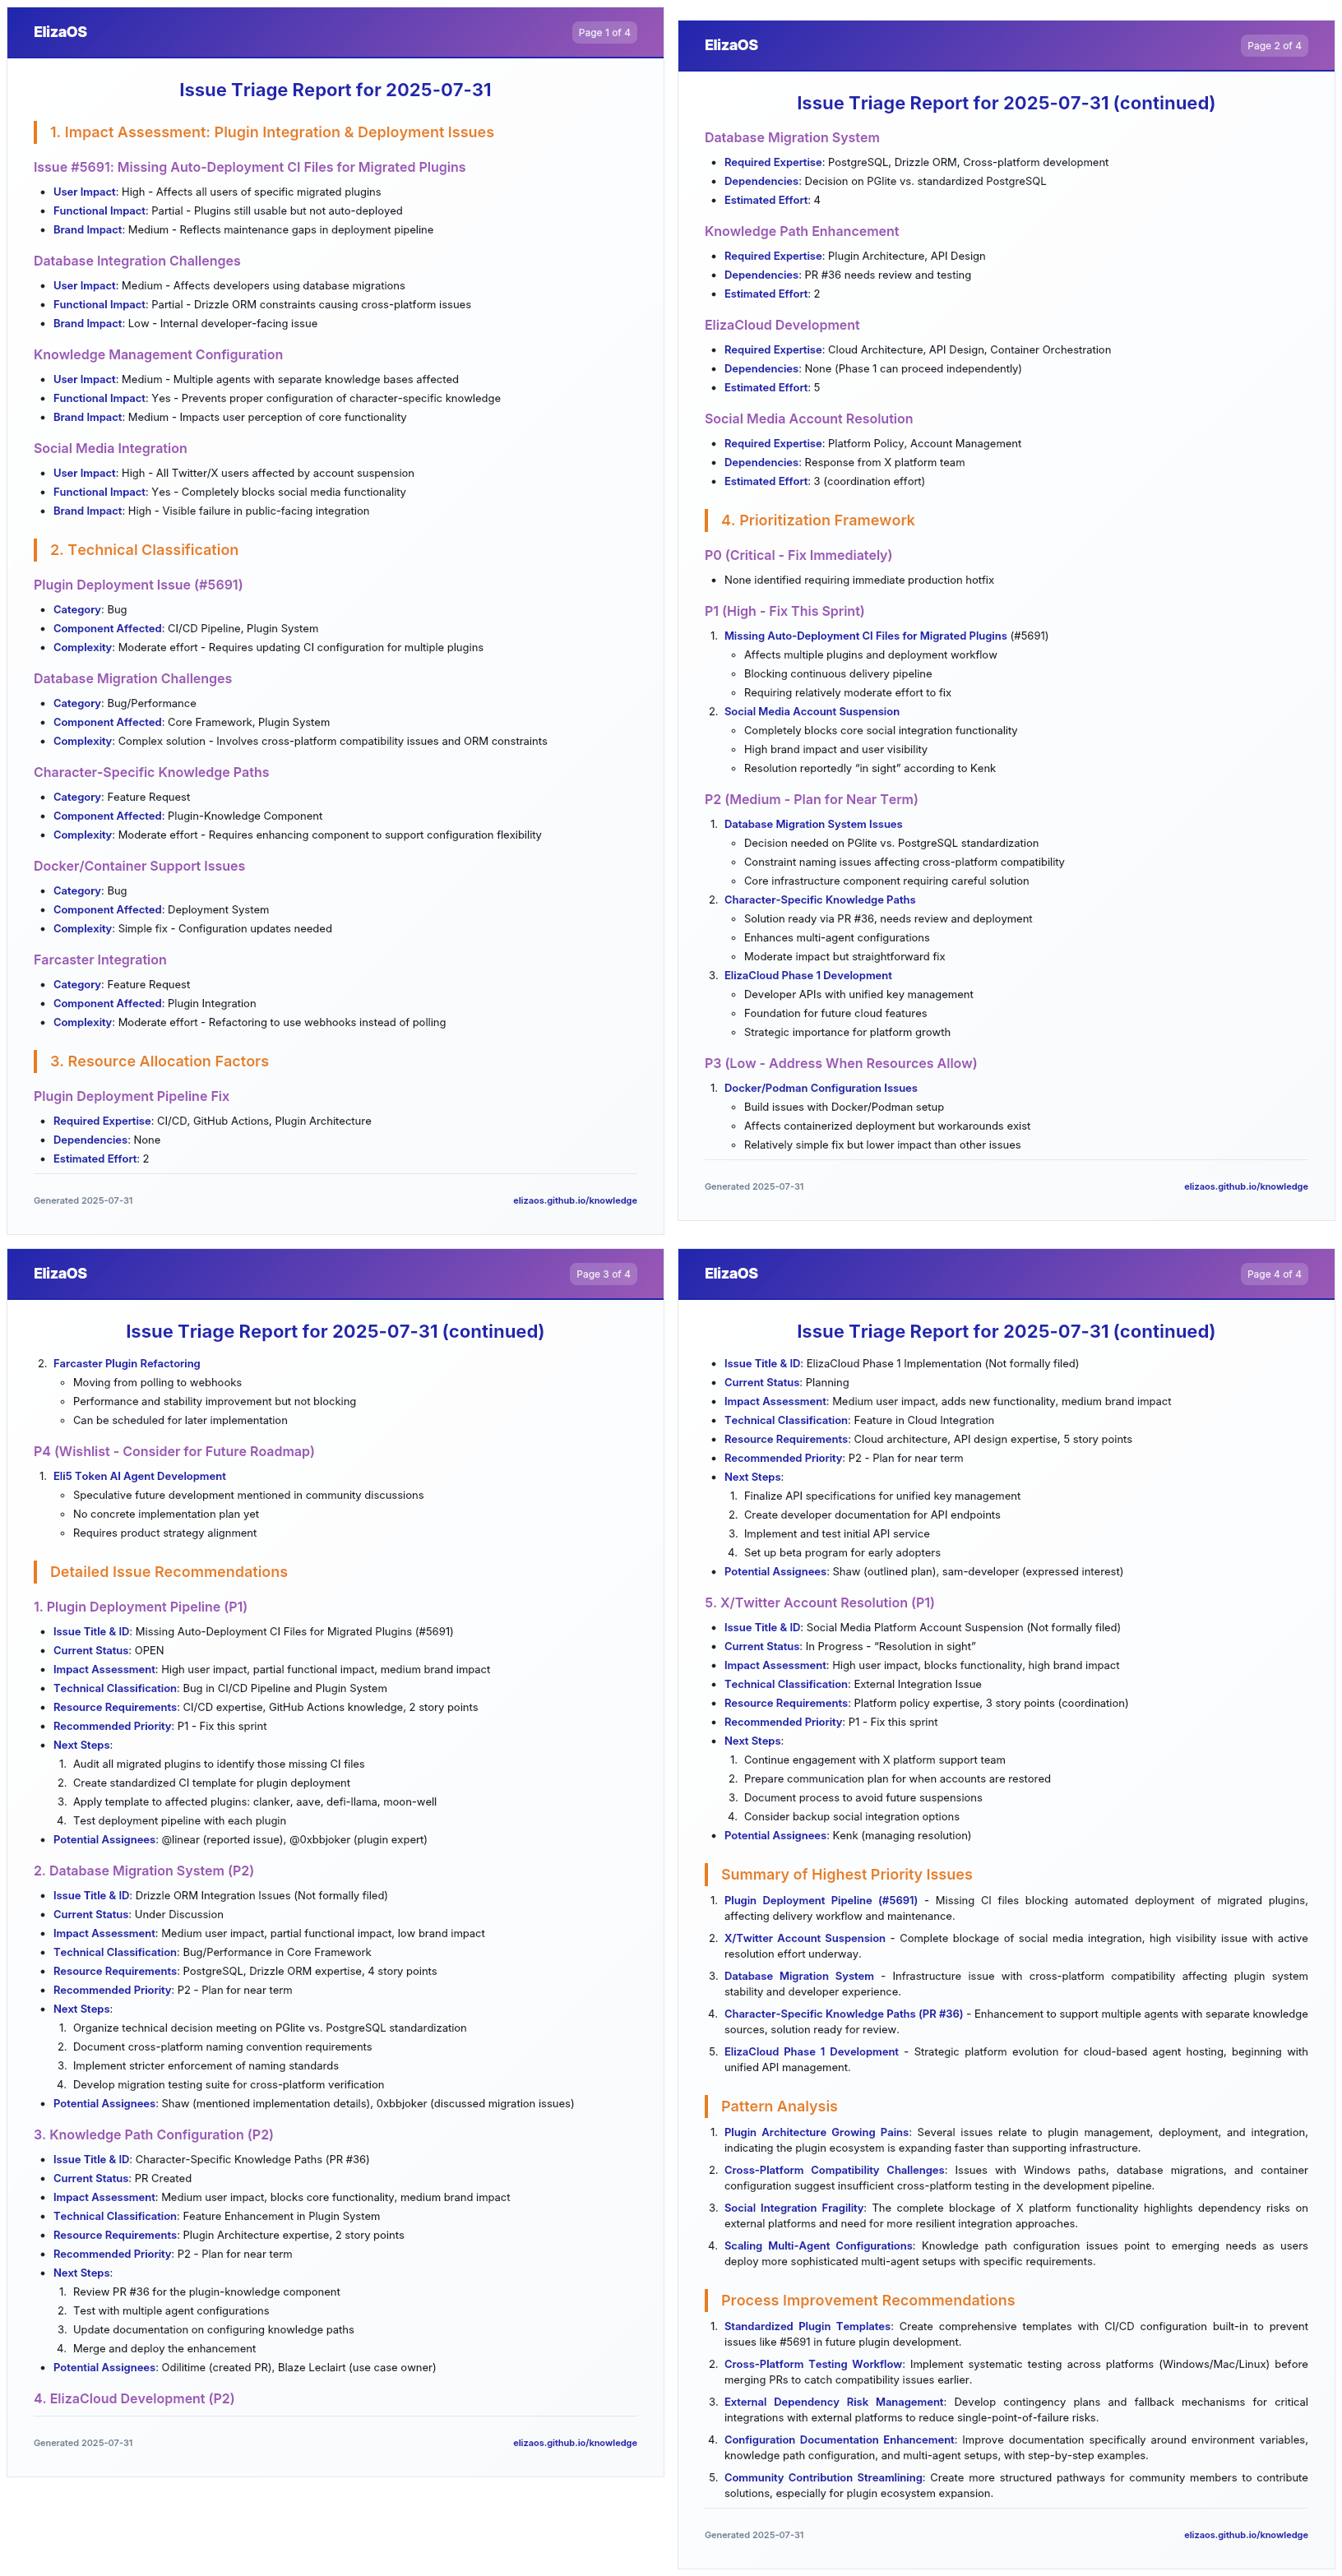 ElizaOS
Page 1 of 4
Issue Triage Report for 2025-07-31
1. Impact Assessment: Plugin Integration & Deployment Issues
Issue #5691: Missing Auto-Deployment CI Files for Migrated Plugins
• User Impact: High - Affects all users of specific migrated plugins
• Functional Impact: Partial - Plugins still usable but not auto-deployed
• Brand Impact: Medium - Reflects maintenance gaps in deployment pipeline
Database Integration Challenges
• User Impact: Medium - Affects developers using database migrations
• Functional Impact: Partial - Drizzle ORM constraints causing cross-platform issues
• Brand Impact: Low - Internal developer-facing issue
Knowledge Management Configuration
• User Impact: Medium - Multiple agents with separate knowledge bases affected
• Functional Impact: Yes - Prevents proper configuration of character-specific knowledge
• Brand Impact: Medium - Impacts user perception of core functionality
Social Media Integration
• User Impact: High - All Twitter/X users affected by account suspension
• Functional Impact: Yes - Completely blocks social media functionality
• Brand Impact: High - Visible failure in public-facing integration
2. Technical Classification
Plugin Deployment Issue (#5691)
• Category: Bug
• Component Affected: CI/CD Pipeline, Plugin System
• Complexity: Moderate effort - Requires updating CI configuration for multiple plugins
Database Migration Challenges
• Category: Bug/Performance
• Component Affected: Core Framework, Plugin System
• Complexity: Complex solution - Involves cross-platform compatibility issues and ORM constraints
Character-Specific Knowledge Paths
• Category: Feature Request
• Component Affected: Plugin-Knowledge Component
• Complexity: Moderate effort - Requires enhancing component to support configuration flexibility
Docker/Container Support Issues
• Category: Bug
• Component Affected: Deployment System
• Complexity: Simple fix - Configuration updates needed
Farcaster Integration
• Category: Feature Request
• Component Affected: Plugin Integration
• Complexity: Moderate effort - Refactoring to use webhooks instead of polling
3. Resource Allocation Factors
Plugin Deployment Pipeline Fix
• Required Expertise: CI/CD, GitHub Actions, Plugin Architecture
• Dependencies: None
• Estimated Effort: 2
Generated 2025-07-31
elizaos.github.io/knowledge
ElizaOS
Page 2 of 4
Issue Triage Report for 2025-07-31 (continued)
Database Migration System
• Required Expertise: PostgreSQL, Drizzle ORM, Cross-platform development
• Dependencies: Decision on PGlite vs. standardized PostgreSQL
• Estimated Effort: 4
Knowledge Path Enhancement
• Required Expertise: Plugin Architecture, API Design
• Dependencies: PR #36 needs review and testing
• Estimated Effort: 2
ElizaCloud Development
• Required Expertise: Cloud Architecture, API Design, Container Orchestration
• Dependencies: None (Phase 1 can proceed independently)
• Estimated Effort: 5
Social Media Account Resolution
• Required Expertise: Platform Policy, Account Management
• Dependencies: Response from X platform team
• Estimated Effort: 3 (coordination effort)
4. Prioritization Framework
P0 (Critical - Fix Immediately)
• None identified requiring immediate production hotfix
P1 (High - Fix This Sprint)
1. Missing Auto-Deployment CI Files for Migrated Plugins (#5691)
◦ Affects multiple plugins and deployment workflow
◦ Blocking continuous delivery pipeline
◦ Requiring relatively moderate effort to fix
2. Social Media Account Suspension
◦ Completely blocks core social integration functionality
◦ High brand impact and user visibility
◦ Resolution reportedly “in sight” according to Kenk
P2 (Medium - Plan for Near Term)
1. Database Migration System Issues
◦ Decision needed on PGlite vs. PostgreSQL standardization
◦ Constraint naming issues affecting cross-platform compatibility
◦ Core infrastructure component requiring careful solution
2. Character-Specific Knowledge Paths
◦ Solution ready via PR #36, needs review and deployment
◦ Enhances multi-agent configurations
◦ Moderate impact but straightforward fix
3. ElizaCloud Phase 1 Development
◦ Developer APIs with unified key management
◦ Foundation for future cloud features
◦ Strategic importance for platform growth
P3 (Low - Address When Resources Allow)
1. Docker/Podman Configuration Issues
◦ Build issues with Docker/Podman setup
◦ Affects containerized deployment but workarounds exist
◦ Relatively simple fix but lower impact than other issues
Generated 2025-07-31
elizaos.github.io/knowledge
ElizaOS
Page 3 of 4
Issue Triage Report for 2025-07-31 (continued)
2. Farcaster Plugin Refactoring
◦ Moving from polling to webhooks
◦ Performance and stability improvement but not blocking
◦ Can be scheduled for later implementation
P4 (Wishlist - Consider for Future Roadmap)
1. Eli5 Token AI Agent Development
◦ Speculative future development mentioned in community discussions
◦ No concrete implementation plan yet
◦ Requires product strategy alignment
Detailed Issue Recommendations
1. Plugin Deployment Pipeline (P1)
• Issue Title & ID: Missing Auto-Deployment CI Files for Migrated Plugins (#5691)
• Current Status: OPEN
• Impact Assessment: High user impact, partial functional impact, medium brand impact
• Technical Classification: Bug in CI/CD Pipeline and Plugin System
• Resource Requirements: CI/CD expertise, GitHub Actions knowledge, 2 story points
• Recommended Priority: P1 - Fix this sprint
• Next Steps:
1. Audit all migrated plugins to identify those missing CI files
2. Create standardized CI template for plugin deployment
3. Apply template to affected plugins: clanker, aave, defi-llama, moon-well
4. Test deployment pipeline with each plugin
• Potential Assignees: @linear (reported issue), @0xbbjoker (plugin expert)
2. Database Migration System (P2)
• Issue Title & ID: Drizzle ORM Integration Issues (Not formally filed)
• Current Status: Under Discussion
• Impact Assessment: Medium user impact, partial functional impact, low brand impact
• Technical Classification: Bug/Performance in Core Framework
• Resource Requirements: PostgreSQL, Drizzle ORM expertise, 4 story points
• Recommended Priority: P2 - Plan for near term
• Next Steps:
1. Organize technical decision meeting on PGlite vs. PostgreSQL standardization
2. Document cross-platform naming convention requirements
3. Implement stricter enforcement of naming standards
4. Develop migration testing suite for cross-platform verification
• Potential Assignees: Shaw (mentioned implementation details), 0xbbjoker (discussed migration issues)
3. Knowledge Path Configuration (P2)
• Issue Title & ID: Character-Specific Knowledge Paths (PR #36)
• Current Status: PR Created
• Impact Assessment: Medium user impact, blocks core functionality, medium brand impact
• Technical Classification: Feature Enhancement in Plugin System
• Resource Requirements: Plugin Architecture expertise, 2 story points
• Recommended Priority: P2 - Plan for near term
• Next Steps:
1. Review PR #36 for the plugin-knowledge component
2. Test with multiple agent configurations
3. Update documentation on configuring knowledge paths
4. Merge and deploy the enhancement
• Potential Assignees: Odilitime (created PR), Blaze Leclairt (use case owner)
4. ElizaCloud Development (P2)
Generated 2025-07-31
elizaos.github.io/knowledge
ElizaOS
Page 4 of 4
Issue Triage Report for 2025-07-31 (continued)
• Issue Title & ID: ElizaCloud Phase 1 Implementation (Not formally filed)
• Current Status: Planning
• Impact Assessment: Medium user impact, adds new functionality, medium brand impact
• Technical Classification: Feature in Cloud Integration
• Resource Requirements: Cloud architecture, API design expertise, 5 story points
• Recommended Priority: P2 - Plan for near term
• Next Steps:
1. Finalize API specifications for unified key management
2. Create developer documentation for API endpoints
3. Implement and test initial API service
4. Set up beta program for early adopters
• Potential Assignees: Shaw (outlined plan), sam-developer (expressed interest)
5. X/Twitter Account Resolution (P1)
• Issue Title & ID: Social Media Platform Account Suspension (Not formally filed)
• Current Status: In Progress - “Resolution in sight”
• Impact Assessment: High user impact, blocks functionality, high brand impact
• Technical Classification: External Integration Issue
• Resource Requirements: Platform policy expertise, 3 story points (coordination)
• Recommended Priority: P1 - Fix this sprint
• Next Steps:
1. Continue engagement with X platform support team
2. Prepare communication plan for when accounts are restored
3. Document process to avoid future suspensions
4. Consider backup social integration options
• Potential Assignees: Kenk (managing resolution)
Summary of Highest Priority Issues
1. Plugin Deployment Pipeline (#5691) - Missing CI files blocking automated deployment of migrated plugins,
affecting delivery workflow and maintenance.
2. X/Twitter Account Suspension - Complete blockage of social media integration, high visibility issue with active
resolution effort underway.
3. Database Migration System - Infrastructure issue with cross-platform compatibility affecting plugin system
stability and developer experience.
4. Character-Specific Knowledge Paths (PR #36) - Enhancement to support multiple agents with separate knowledge
sources, solution ready for review.
5. ElizaCloud Phase 1 Development - Strategic platform evolution for cloud-based agent hosting, beginning with
unified API management.
Pattern Analysis
1. Plugin Architecture Growing Pains: Several issues relate to plugin management, deployment, and integration,
indicating the plugin ecosystem is expanding faster than supporting infrastructure.
2. Cross-Platform Compatibility Challenges: Issues with Windows paths, database migrations, and container
configuration suggest insufficient cross-platform testing in the development pipeline.
3. Social Integration Fragility: The complete blockage of X platform functionality highlights dependency risks on
external platforms and need for more resilient integration approaches.
4. Scaling Multi-Agent Configurations: Knowledge path configuration issues point to emerging needs as users
deploy more sophisticated multi-agent setups with specific requirements.
Process Improvement Recommendations
1. Standardized Plugin Templates: Create comprehensive templates with CI/CD configuration built-in to prevent
issues like #5691 in future plugin development.
2. Cross-Platform Testing Workflow: Implement systematic testing across platforms (Windows/Mac/Linux) before
merging PRs to catch compatibility issues earlier.
3. External Dependency Risk Management: Develop contingency plans and fallback mechanisms for critical
integrations with external platforms to reduce single-point-of-failure risks.
4. Configuration Documentation Enhancement: Improve documentation specifically around environment variables,
knowledge path configuration, and multi-agent setups, with step-by-step examples.
5. Community Contribution Streamlining: Create more structured pathways for community members to contribute
solutions, especially for plugin ecosystem expansion.
Generated 2025-07-31
elizaos.github.io/knowledge